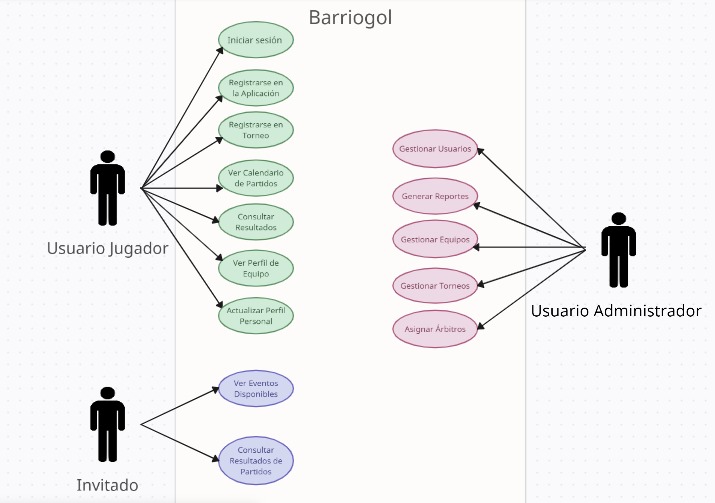 Barriogol
Iniciar sesión
Registrarse en
la Aplicación
Registrarse en
Torneo
Ver Calendario
de Partidos
Consultar
Resultados
Ver Perfil de
Equipo
Actualizar Perfil
Personal
Usuario Jugador
Gestionar Usuarios
Generar Reportes
Gestionar Equipos
Gestionar Torneos
Asignar Árbitros
Usuario Administrador
Ver Eventos
Disponibles
Consultar
Resultados de
Partidos
Invitado